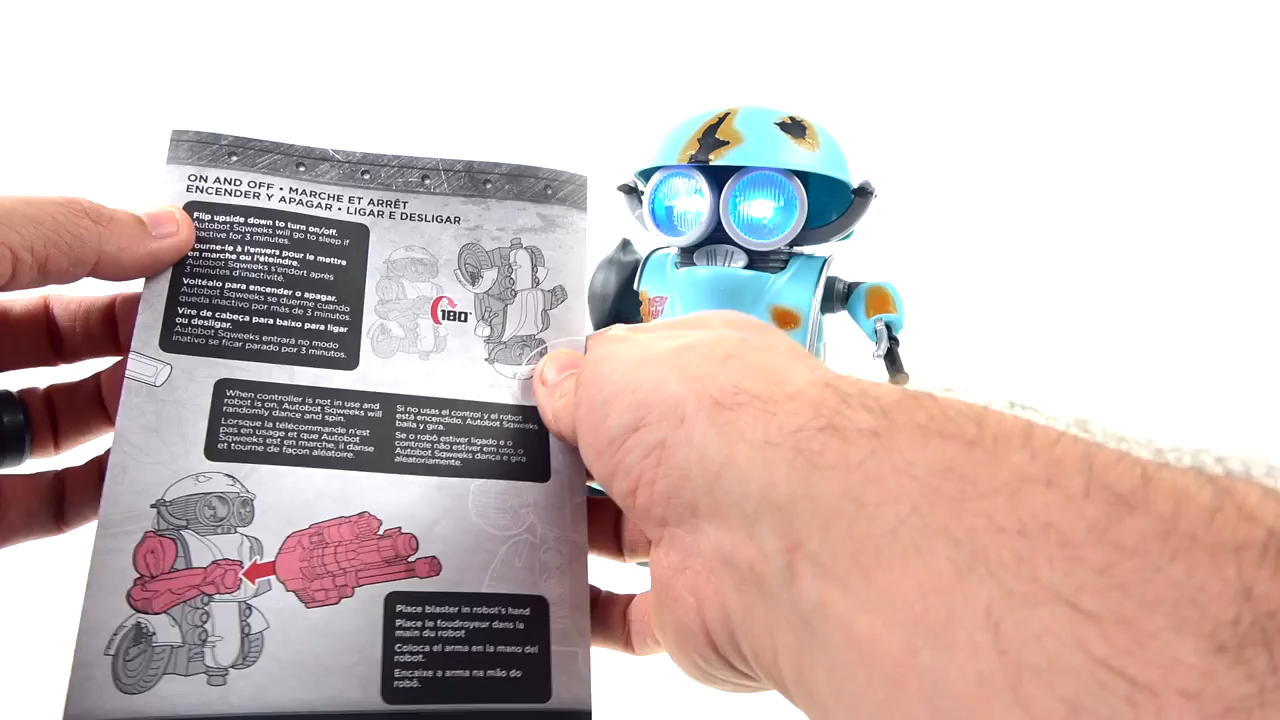 ON AND OFF • MARCHE ET ARRÊT
ENCENDER Y APAGAR • LIGAR E DESLIGAR
Flip upside down to turn on/off.
Autobot Sqweeks will go to sleep if
inactive for 3 minutes.
ourne-le à l'envers pour le mettre
en marche ou l'éteindre.
Autobot Sqweeks s'endort après
3 minutes d'inactivité.
Voltéalo para encender o apagar.
Autobot Sqweeks se duerme cuando
queda inactivo por más de 3 minutos.
Vire de cabeça para baixo para ligar
ou desligar.
Autobot Sqweeks entrará no modo
inativo se ficar parado por 3 minutos.
180°
When controller is not in use and
robot is on, Autobot Sqweeks will
randomly dance and spin.
Lorsque la télécommande n'est
pas en usage et que Autobot
Sqweeks est en marche, il danse
et tourne de façon aléatoire.
Si no usas el control y el robot
está encendido, Autobot Sqweeks
baila y gira.
Se o robô estiver ligado e o
controle não estiver em uso, o
Autobot Sqweeks dança e gira
aleatoriamente.
Place blaster in robot's hand
Place le foudroyeur dans la
main du robot
Coloca el arma en la mano del
robot.
Encaixe a arma na mão do
robô.